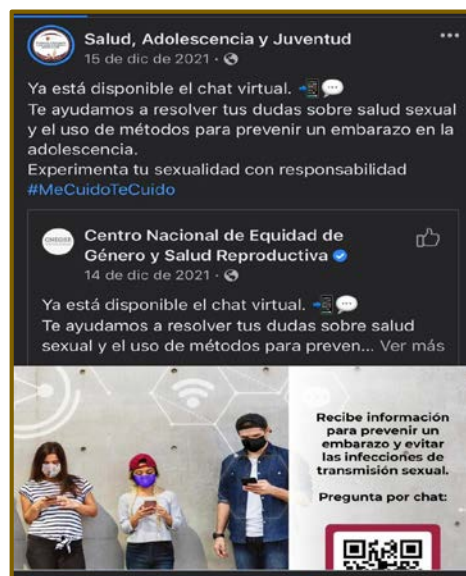 Salud, Adolescencia y Juventud
15 de dic de 2021 ·
Ya está disponible el chat virtual. 📲💬
Te ayudamos a resolver tus dudas sobre salud sexual
y el uso de métodos para prevenir un embarazo en la
adolescencia.
Experimenta tu sexualidad con responsabilidad
#MeCuidoTeCuido
Centro Nacional de Equidad de
Género y Salud Reproductiva
14 de dic de 2021 ·
Ya está disponible el chat virtual. 📲💬
Te ayudamos a resolver tus dudas sobre salud
sexual y el uso de métodos para preven... Ver más
Recibe información
para prevenir un
embarazo y evitar
las infecciones de
transmisión sexual.
Pregunta por chat: